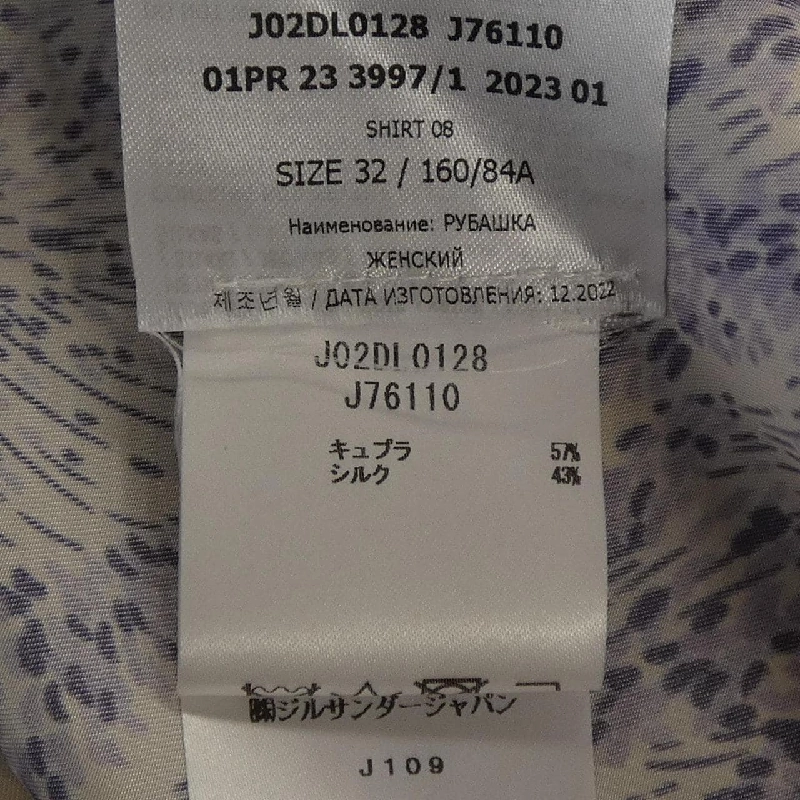 J02DL0128 J76110
01PR 23 3997/1 2023 01
SHIRT 08
SIZE 32 / 160/84A
Наименование: РУБАШКА
ЖЕНСКИЙ
제조년월 / ДАТА ИЗГОТОВЛЕНИЯ: 12.2022
J02DL0128
J76110
キュプラ 57%
シルク 43%
㈱ジルサンダージャパン
J109